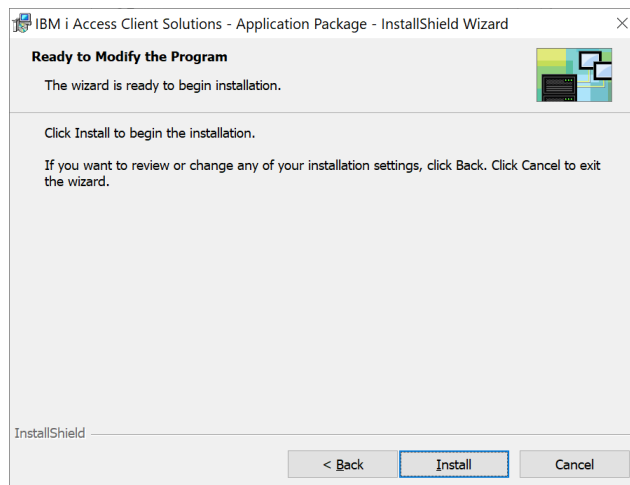 IBM i Access Client Solutions - Application Package - InstallShield Wizard
Ready to Modify the Program
The wizard is ready to begin installation.
Click Install to begin the installation.
If you want to review or change any of your installation settings, click Back. Click Cancel to exit
the wizard.
InstallShield
< Back
Install
Cancel